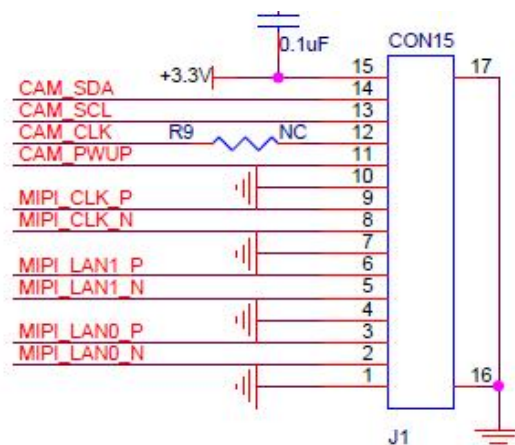 0.1uF
CON15
+3.3V 15 17
CAM_SDA 14
CAM_SCL 13
CAM_CLK R9 NC 12
CAM_PWUP 11
10
MIPI_CLK_P 9
MIPI_CLK_N 8
7
MIPI_LAN1_P 6
MIPI_LAN1_N 5
4
MIPI_LAN0_P 3
MIPI_LAN0_N 2
1 16
J1